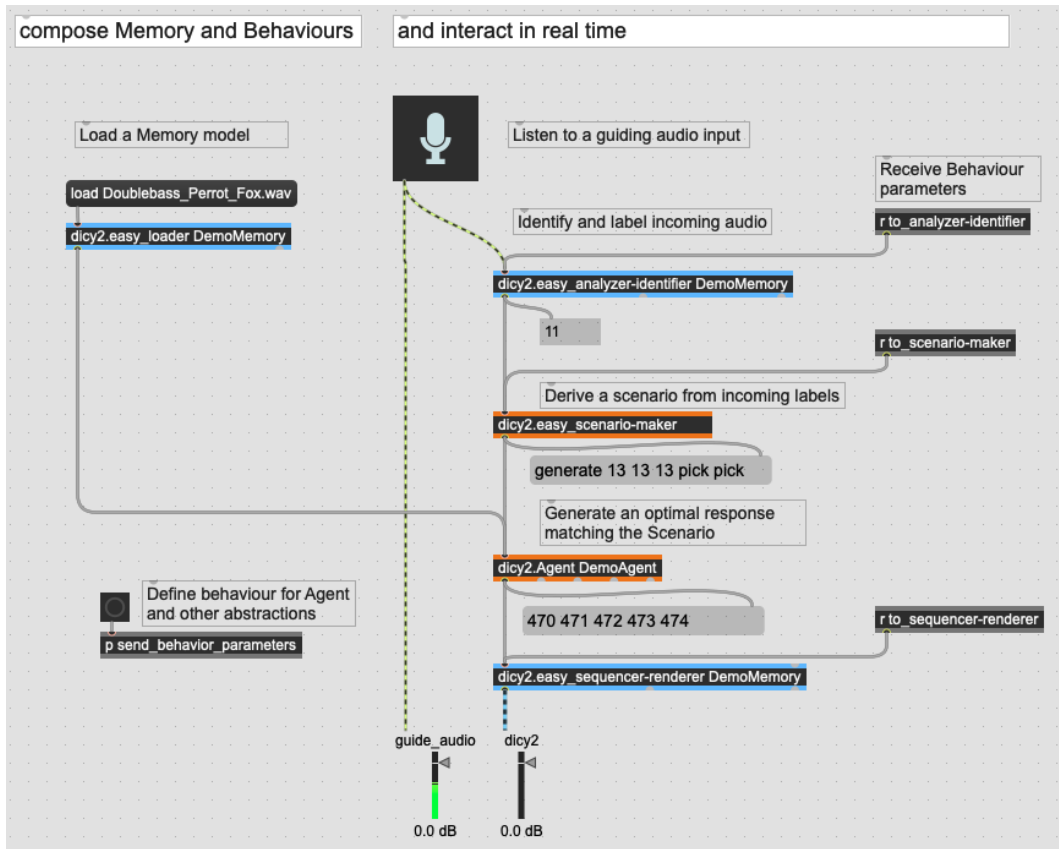 compose Memory and Behaviours
and interact in real time
Load a Memory model
load Doublebass_Perrot_Fox.wav
dicy2.easy_loader DemoMemory
Listen to a guiding audio input
Receive Behaviour
parameters
r to_analyzer-identifier
Identify and label incoming audio
dicy2.easy_analyzer-identifier DemoMemory
11
r to_scenario-maker
Derive a scenario from incoming labels
dicy2.easy_scenario-maker
generate 13 13 13 pick pick
Generate an optimal response
matching the Scenario
dicy2.Agent DemoAgent
Define behaviour for Agent
and other abstractions
p send_behavior_parameters
470 471 472 473 474
r to_sequencer-renderer
dicy2.easy_sequencer-renderer DemoMemory
guide_audio
dicy2
0.0 dB
0.0 dB